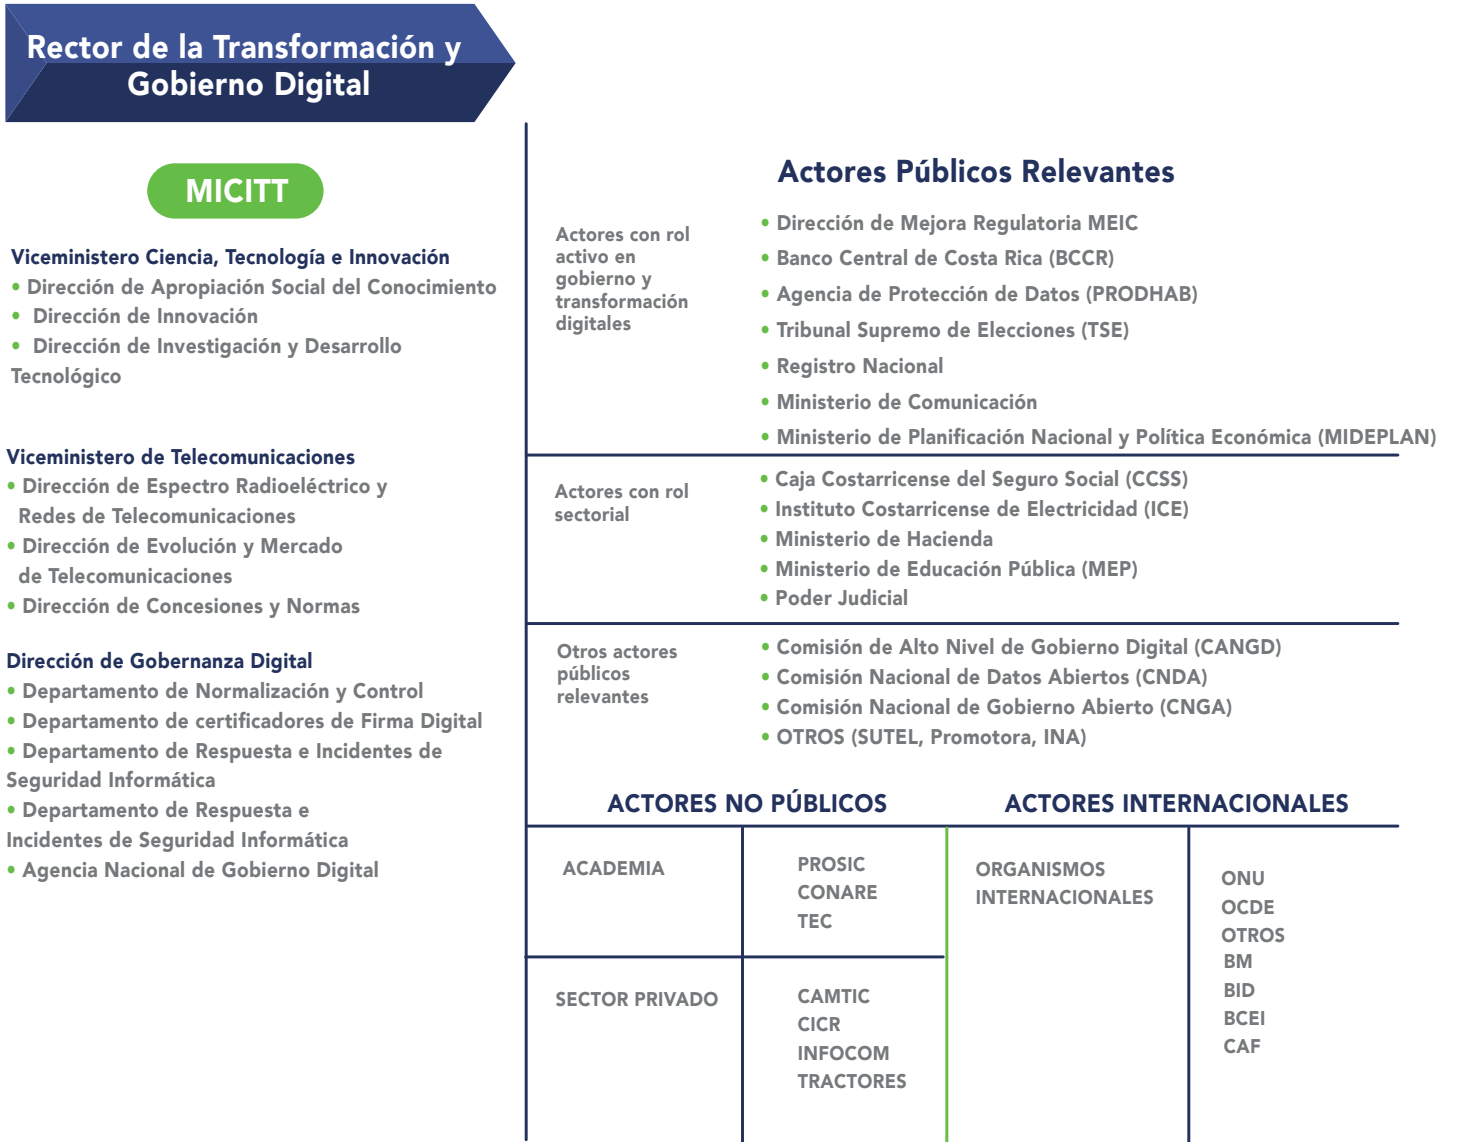 Rector de la Transformación y
Gobierno Digital
MICITT
Viceministero Ciencia, Tecnología e Innovación
• Dirección de Apropiación Social del Conocimiento
• Dirección de Innovación
• Dirección de Investigación y Desarrollo
Tecnológico
Viceministero de Telecomunicaciones
• Dirección de Espectro Radioeléctrico y
Redes de Telecomunicaciones
• Dirección de Evolución y Mercado
de Telecomunicaciones
• Dirección de Concesiones y Normas
Dirección de Gobernanza Digital
• Departamento de Normalización y Control
• Departamento de certificadores de Firma Digital
• Departamento de Respuesta e Incidentes de
Seguridad Informática
• Departamento de Respuesta e
Incidentes de Seguridad Informática
• Agencia Nacional de Gobierno Digital
Actores Públicos Relevantes
Actores con rol
activo en
gobierno y
transformación
digitales
• Dirección de Mejora Regulatoria MEIC
• Banco Central de Costa Rica (BCCR)
• Agencia de Protección de Datos (PRODHAB)
• Tribunal Supremo de Elecciones (TSE)
• Registro Nacional
• Ministerio de Comunicación
• Ministerio de Planificación Nacional y Política Económica (MIDEPLAN)
Actores con rol
sectorial
• Caja Costarricense del Seguro Social (CCSS)
• Instituto Costarricense de Electricidad (ICE)
• Ministerio de Hacienda
• Ministerio de Educación Pública (MEP)
• Poder Judicial
Otros actores
públicos
relevantes
• Comisión de Alto Nivel de Gobierno Digital (CANGD)
• Comisión Nacional de Datos Abiertos (CNDA)
• Comisión Nacional de Gobierno Abierto (CNGA)
• OTROS (SUTEL, Promotora, INA)
ACTORES NO PÚBLICOS
ACADEMIA
PROSIC
CONARE
TEC
SECTOR PRIVADO
CAMTIC
CICR
INFOCOM
TRACTORES
ACTORES INTERNACIONALES
ORGANISMOS
INTERNACIONALES
ONU
OCDE
OTROS
BM
BID
BCEI
CAF